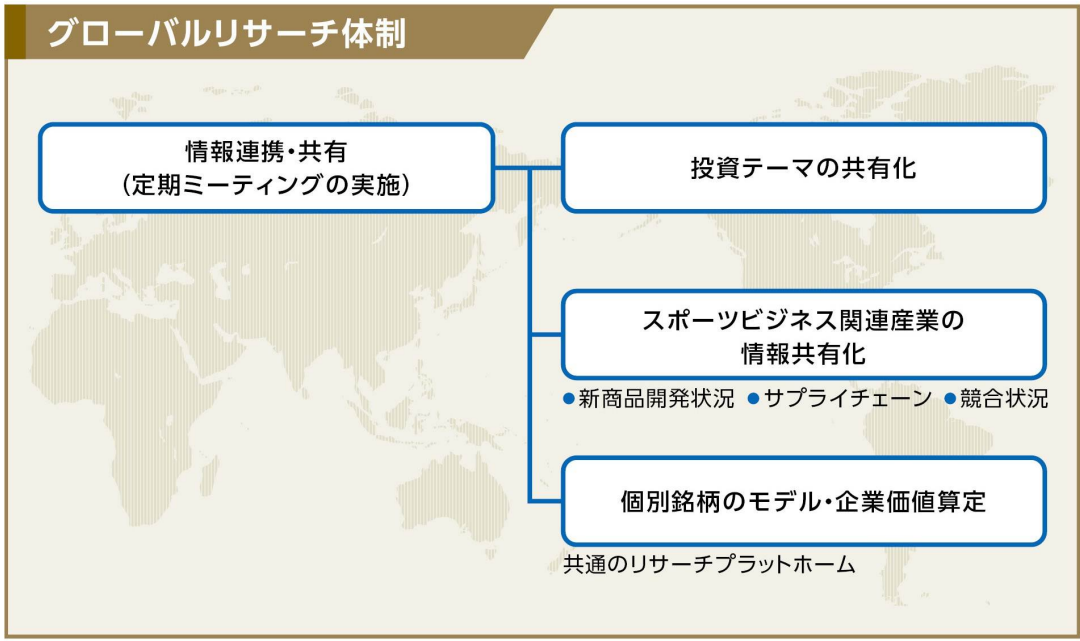 グローバルリサーチ体制
情報連携・共有
（定期ミーティングの実施）
投資テーマの共有化
スポーツビジネス関連産業の
情報共有化
●新商品開発状況 ●サプライチェーン ●競合状況
個別銘柄のモデル・企業価値算定
共通のリサーチプラットホーム